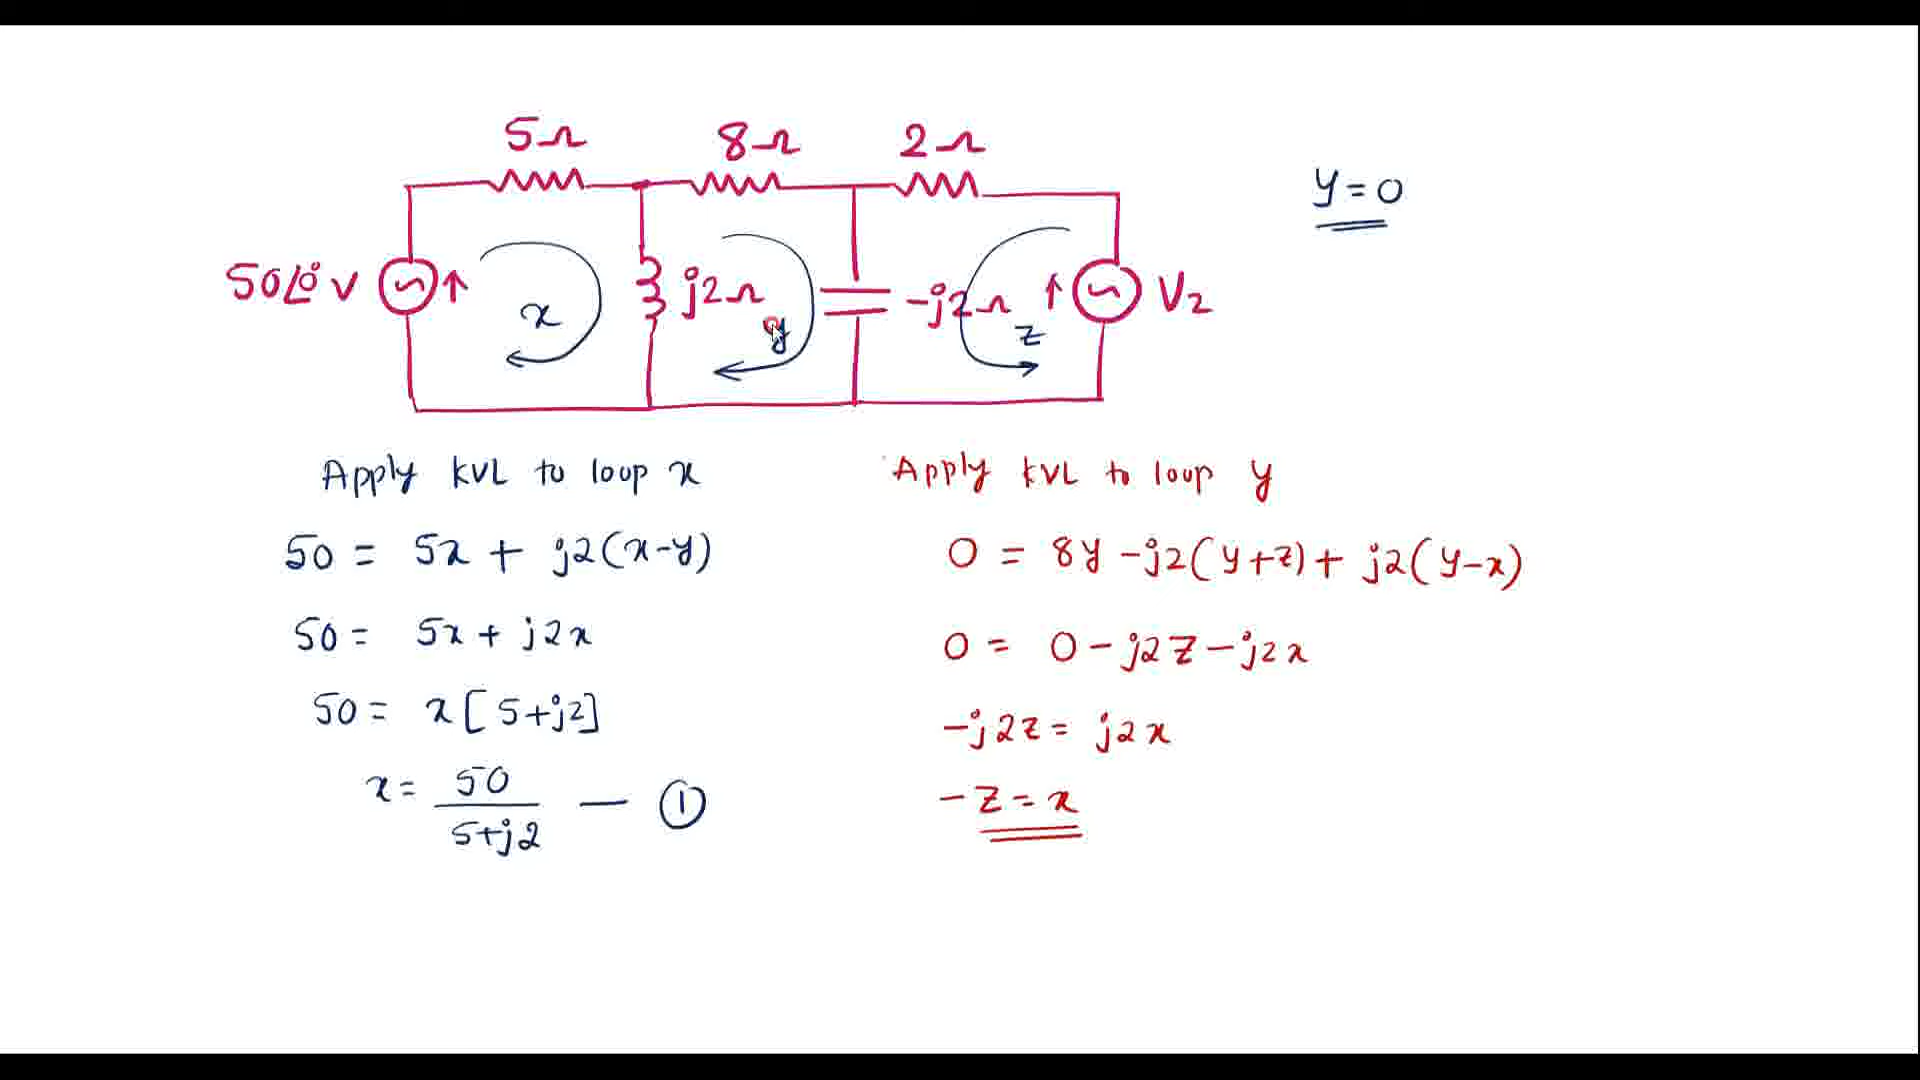 5Ω 8Ω 2Ω
y = 0
50∠0° V
x
j2Ω
y
-j2Ω
z
V2
Apply KVL to loop x
50 = 5x + j2(x-y)
50 = 5x + j2x
50 = x[5+j2]
x = 50/5+j2 — ①
Apply KVL to loop y
0 = 8y - j2(y+z) + j2(y-x)
0 = 0 - j2z - j2x
-j2z = j2x
-z = x